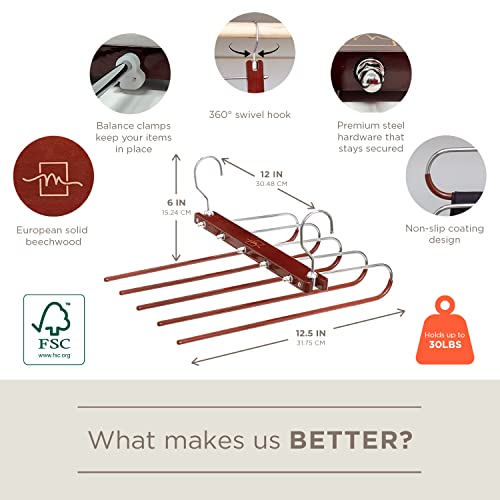 360° swivel hook
Balance clamps
keep your items
in place
Premium steel
hardware that
stays secured
12 IN
30.48 CM
6 IN
15.24 CM
m
European solid
beechwood
Non-slip coating
design
FSC
www.fsc.org
12.5 IN
31.75 CM
Holds up to
30LBS
What makes us BETTER?